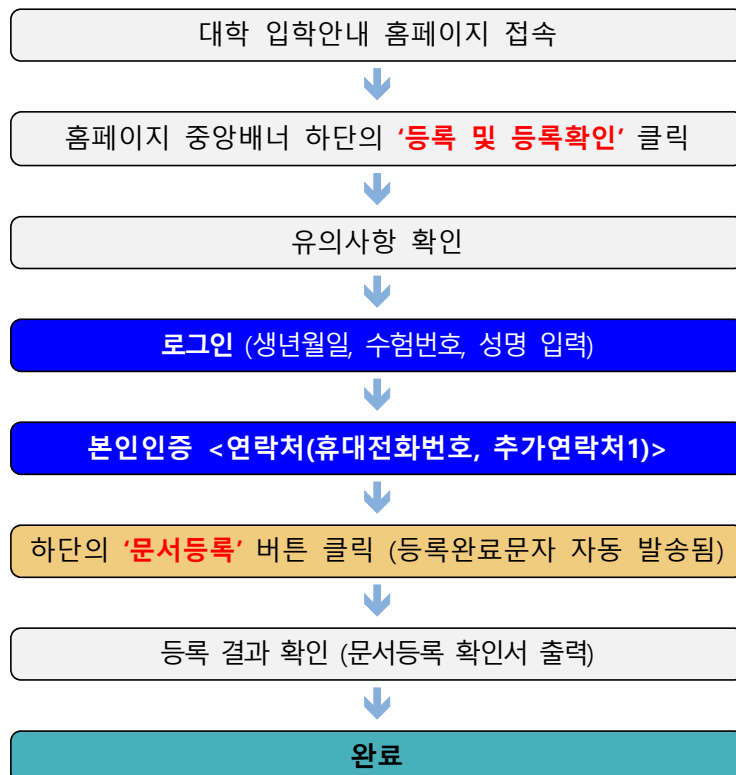 대학 입학안내 홈페이지 접속
홈페이지 중앙배너 하단의 ‘등록 및 등록확인’ 클릭
유의사항 확인
로그인 (생년월일, 수험번호, 성명 입력)
본인인증 <연락처(휴대전화번호, 추가연락처1)>
하단의 ‘문서등록’ 버튼 클릭 (등록완료문자 자동 발송됨)
등록 결과 확인 (문서등록 확인서 출력)
완료